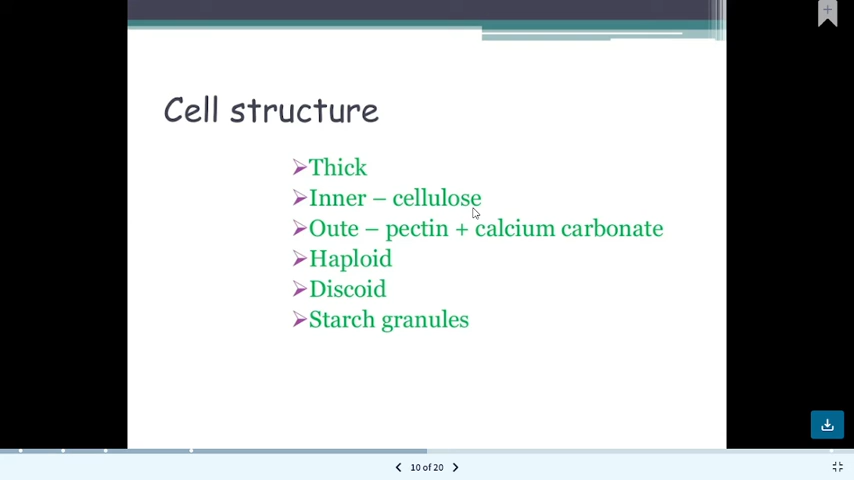 Cell structure
➢Thick
➢Inner – cellulose
➢Oute – pectin + calcium carbonate
➢Haploid
➢Discoid
➢Starch granules
10 of 20